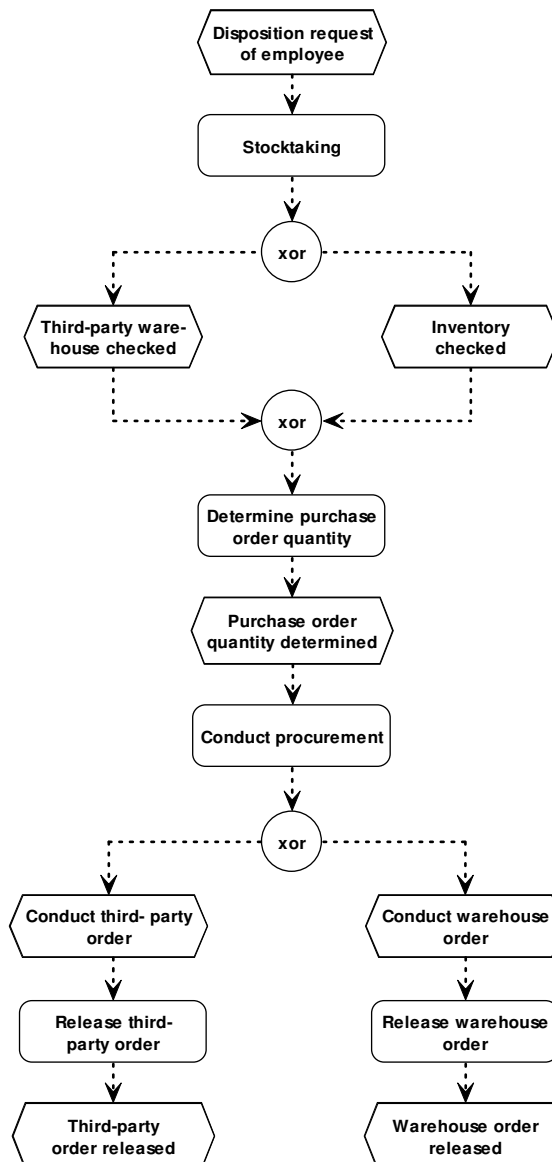 Disposition request
of employee
Stocktaking
xor
Third-party ware-
house checked
Inventory
checked
xor
Determine purchase
order quantity
Purchase order
quantity determined
Conduct procurement
xor
Conduct third- party
order
Conduct warehouse
order
Release third-
party order
Release warehouse
order
Third-party
order released
Warehouse order
released